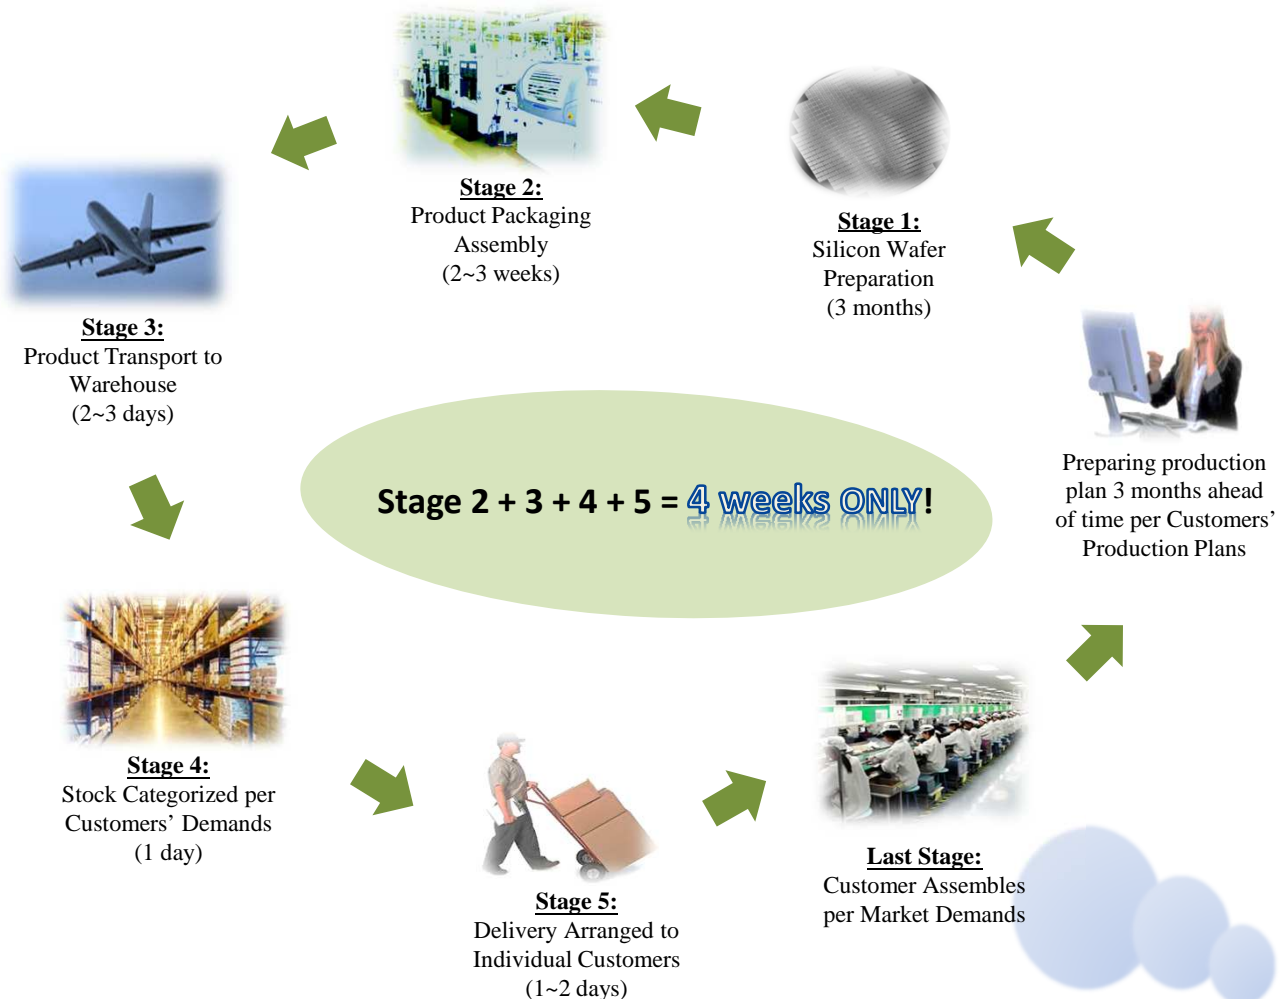 Stage 1:
Silicon Wafer
Preparation
(3 months)
Stage 2:
Product Packaging
Assembly
(2~3 weeks)
Stage 3:
Product Transport to
Warehouse
(2~3 days)
Stage 4:
Stock Categorized per
Customers’ Demands
(1 day)
Stage 5:
Delivery Arranged to
Individual Customers
(1~2 days)
Last Stage:
Customer Assembles
per Market Demands
Preparing production
plan 3 months ahead
of time per Customers’
Production Plans
Stage 2 + 3 + 4 + 5 = 4 weeks ONLY!